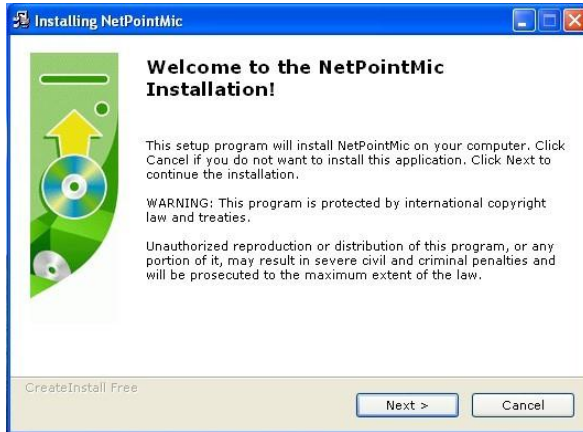 Installing NetPointMic
Welcome to the NetPointMic
Installation!
This setup program will install NetPointMic on your computer. Click
Cancel if you do not want to install this application. Click Next to
continue the installation.
WARNING: This program is protected by international copyright
law and treaties.
Unauthorized reproduction or distribution of this program, or any
portion of it, may result in severe civil and criminal penalties and
will be prosecuted to the maximum extent of the law.
CreateInstall Free
Next >
Cancel